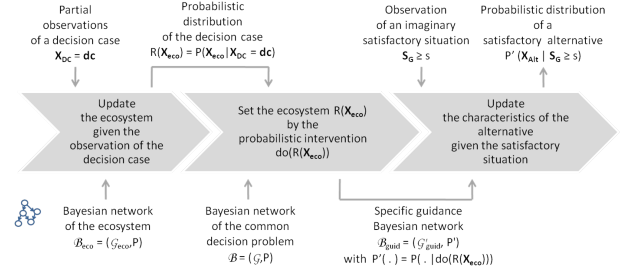 Partial
observations
of a decision case
X_DC = dc
Probabilistic
distribution
of the decision case
R(X_eco) = P(X_eco|X_DC = dc)
Observation
of an imaginary
satisfactory situation
S_G ≥ s
Probabilistic distribution
of a
satisfactory alternative
P' (X_Alt | S_G ≥ s)
Update
the ecosystem
given the
observation of the
decision case
Set the ecosystem R(X_eco)
by the
probabilistic intervention
do(R(X_eco))
Update
the characteristics of the
alternative
given the satisfactory
situation
Bayesian network
of the ecosystem
ℬ_eco = (𝒢_eco,P)
Bayesian network
of the common
decision problem
ℬ = (𝒢,P)
Specific guidance
Bayesian network
ℬ_guid = (𝒢'_guid, P')
with P'( . ) = P( . |do(R(X_eco)))